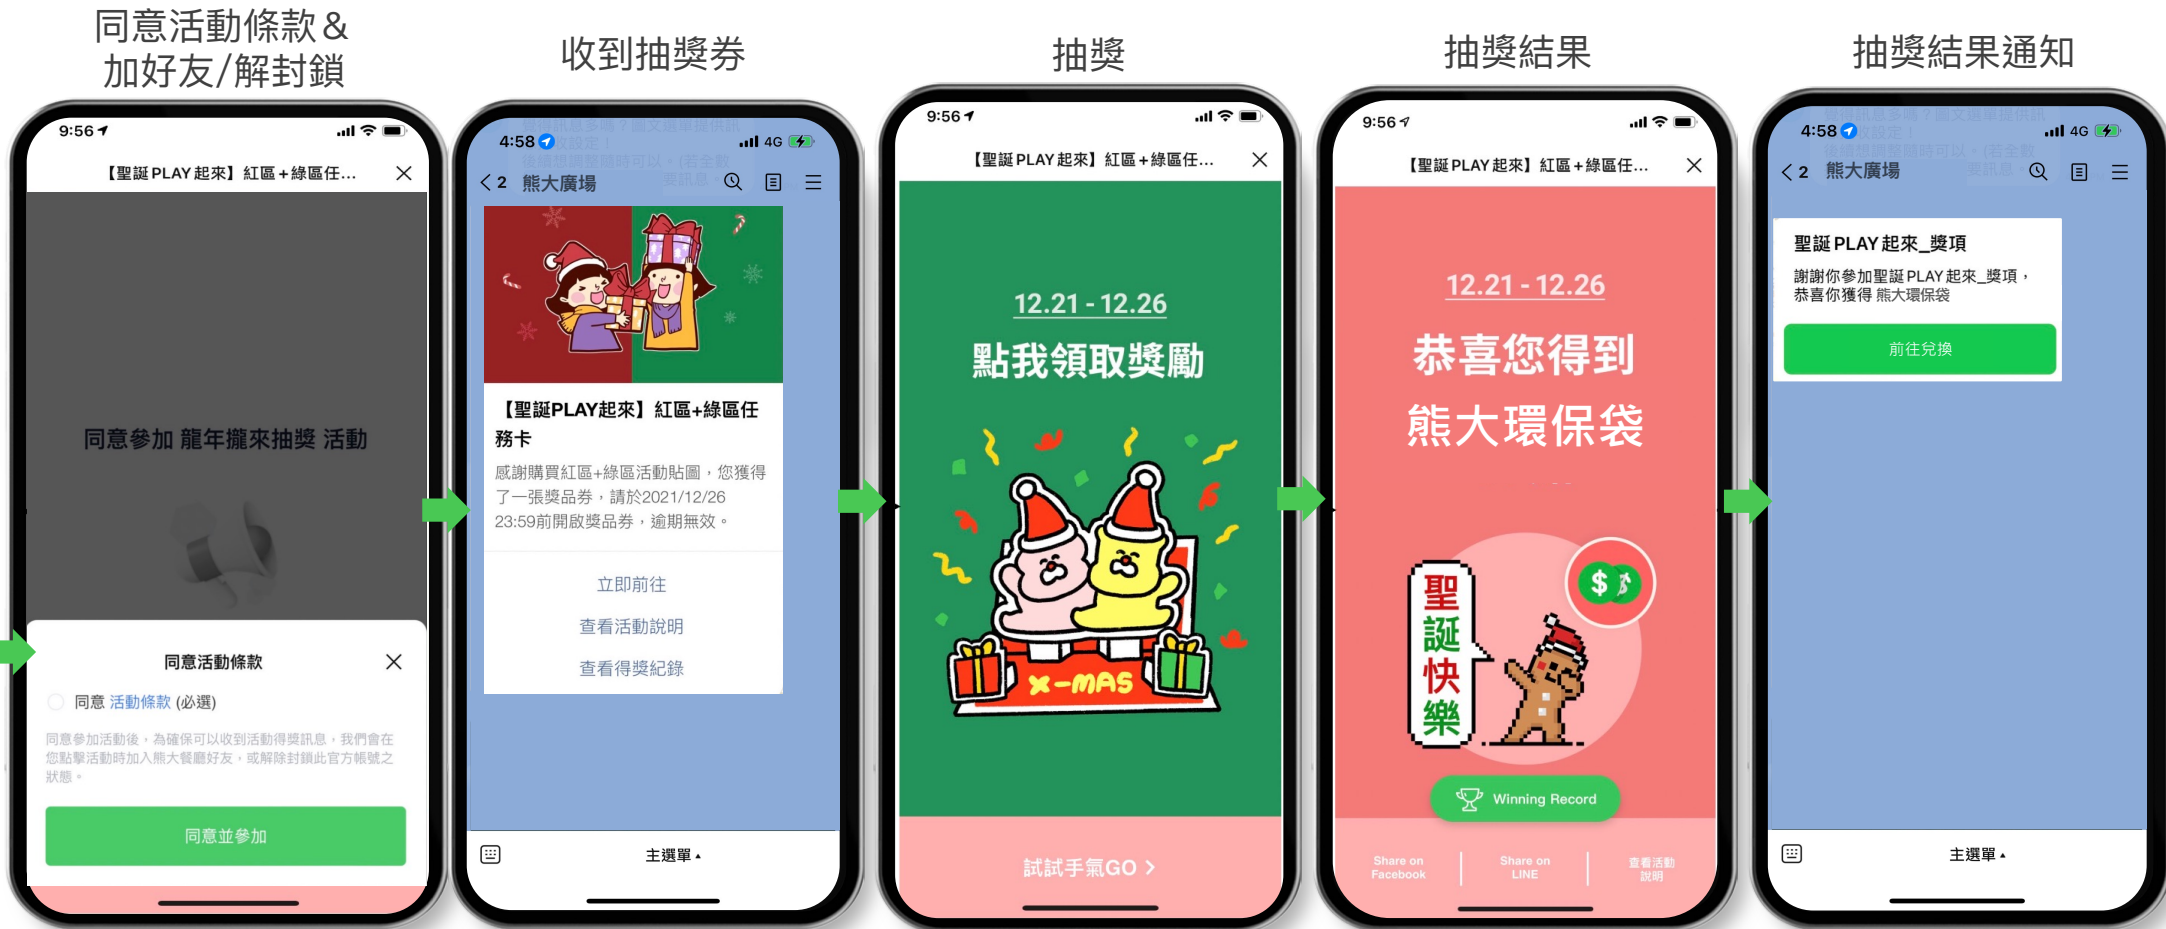 同意活動條款&
加好友/解封鎖
9:56
【聖誕PLAY起來】紅區+綠區任...
同意參加 龍年攏來抽獎 活動
同意活動條款
同意 活動條款 (必選)
同意參加活動後，為確保可以收到活動得獎訊息，我們會在
您點擊活動時加入熊大餐廳好友，或解除封鎖此官方帳號之
狀態。
同意並參加
收到抽獎券
4:58
4G
2 熊大廣場
【聖誕PLAY起來】紅區+綠區任
務卡
感謝購買紅區+綠區活動貼圖，您獲得
了一張獎品券，請於2021/12/26
23:59前開啟獎品券，逾期無效。
立即前往
查看活動說明
查看得獎紀錄
主選單
抽獎
9:56
【聖誕PLAY起來】紅區+綠區任...
12.21 - 12.26
點我領取獎勵
X-MAS
試試手氣GO >
抽獎結果
9:56
【聖誕PLAY起來】紅區+綠區任...
12.21 - 12.26
恭喜您得到
熊大環保袋
$ $
聖誕快樂
Winning Record
Share on
Facebook
Share on
LINE
查看活動
說明
抽獎結果通知
4:58
4G
2 熊大廣場
聖誕PLAY起來_獎項
謝謝你參加聖誕PLAY起來_獎項，
恭喜你獲得 熊大環保袋
前往兌換
主選單